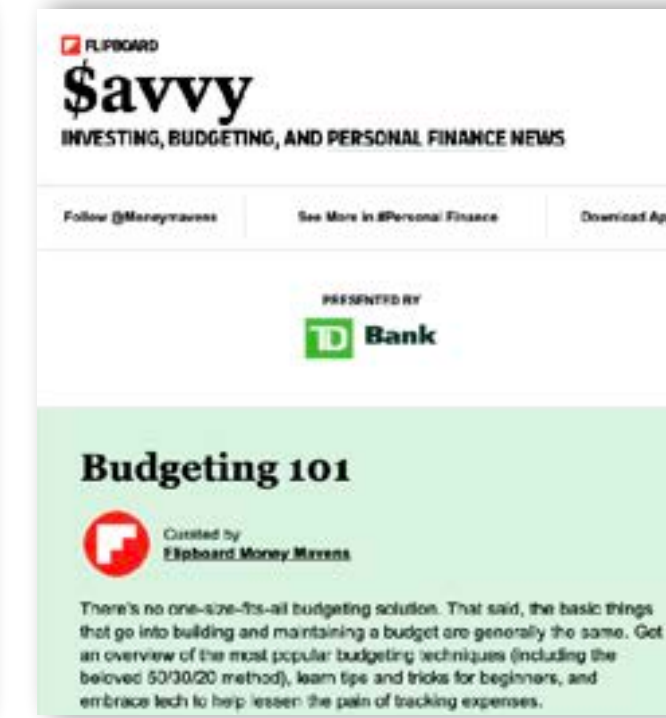 FLIPBOARD
$avvy
INVESTING, BUDGETING, AND PERSONAL FINANCE NEWS
Follow @Moneymavens
See More in #Personal Finance
Download Ap
PRESENTED BY
TD Bank
Budgeting 101
Curated by
Flipboard Money Mavens
There's no one-size-fits-all budgeting solution. That said, the basic things
that go into building and maintaining a budget are generally the same. Get
an overview of the most popular budgeting techniques (including the
beloved 50/30/20 method), learn tips and tricks for beginners, and
embrace tech to help lessen the pain of tracking expenses.